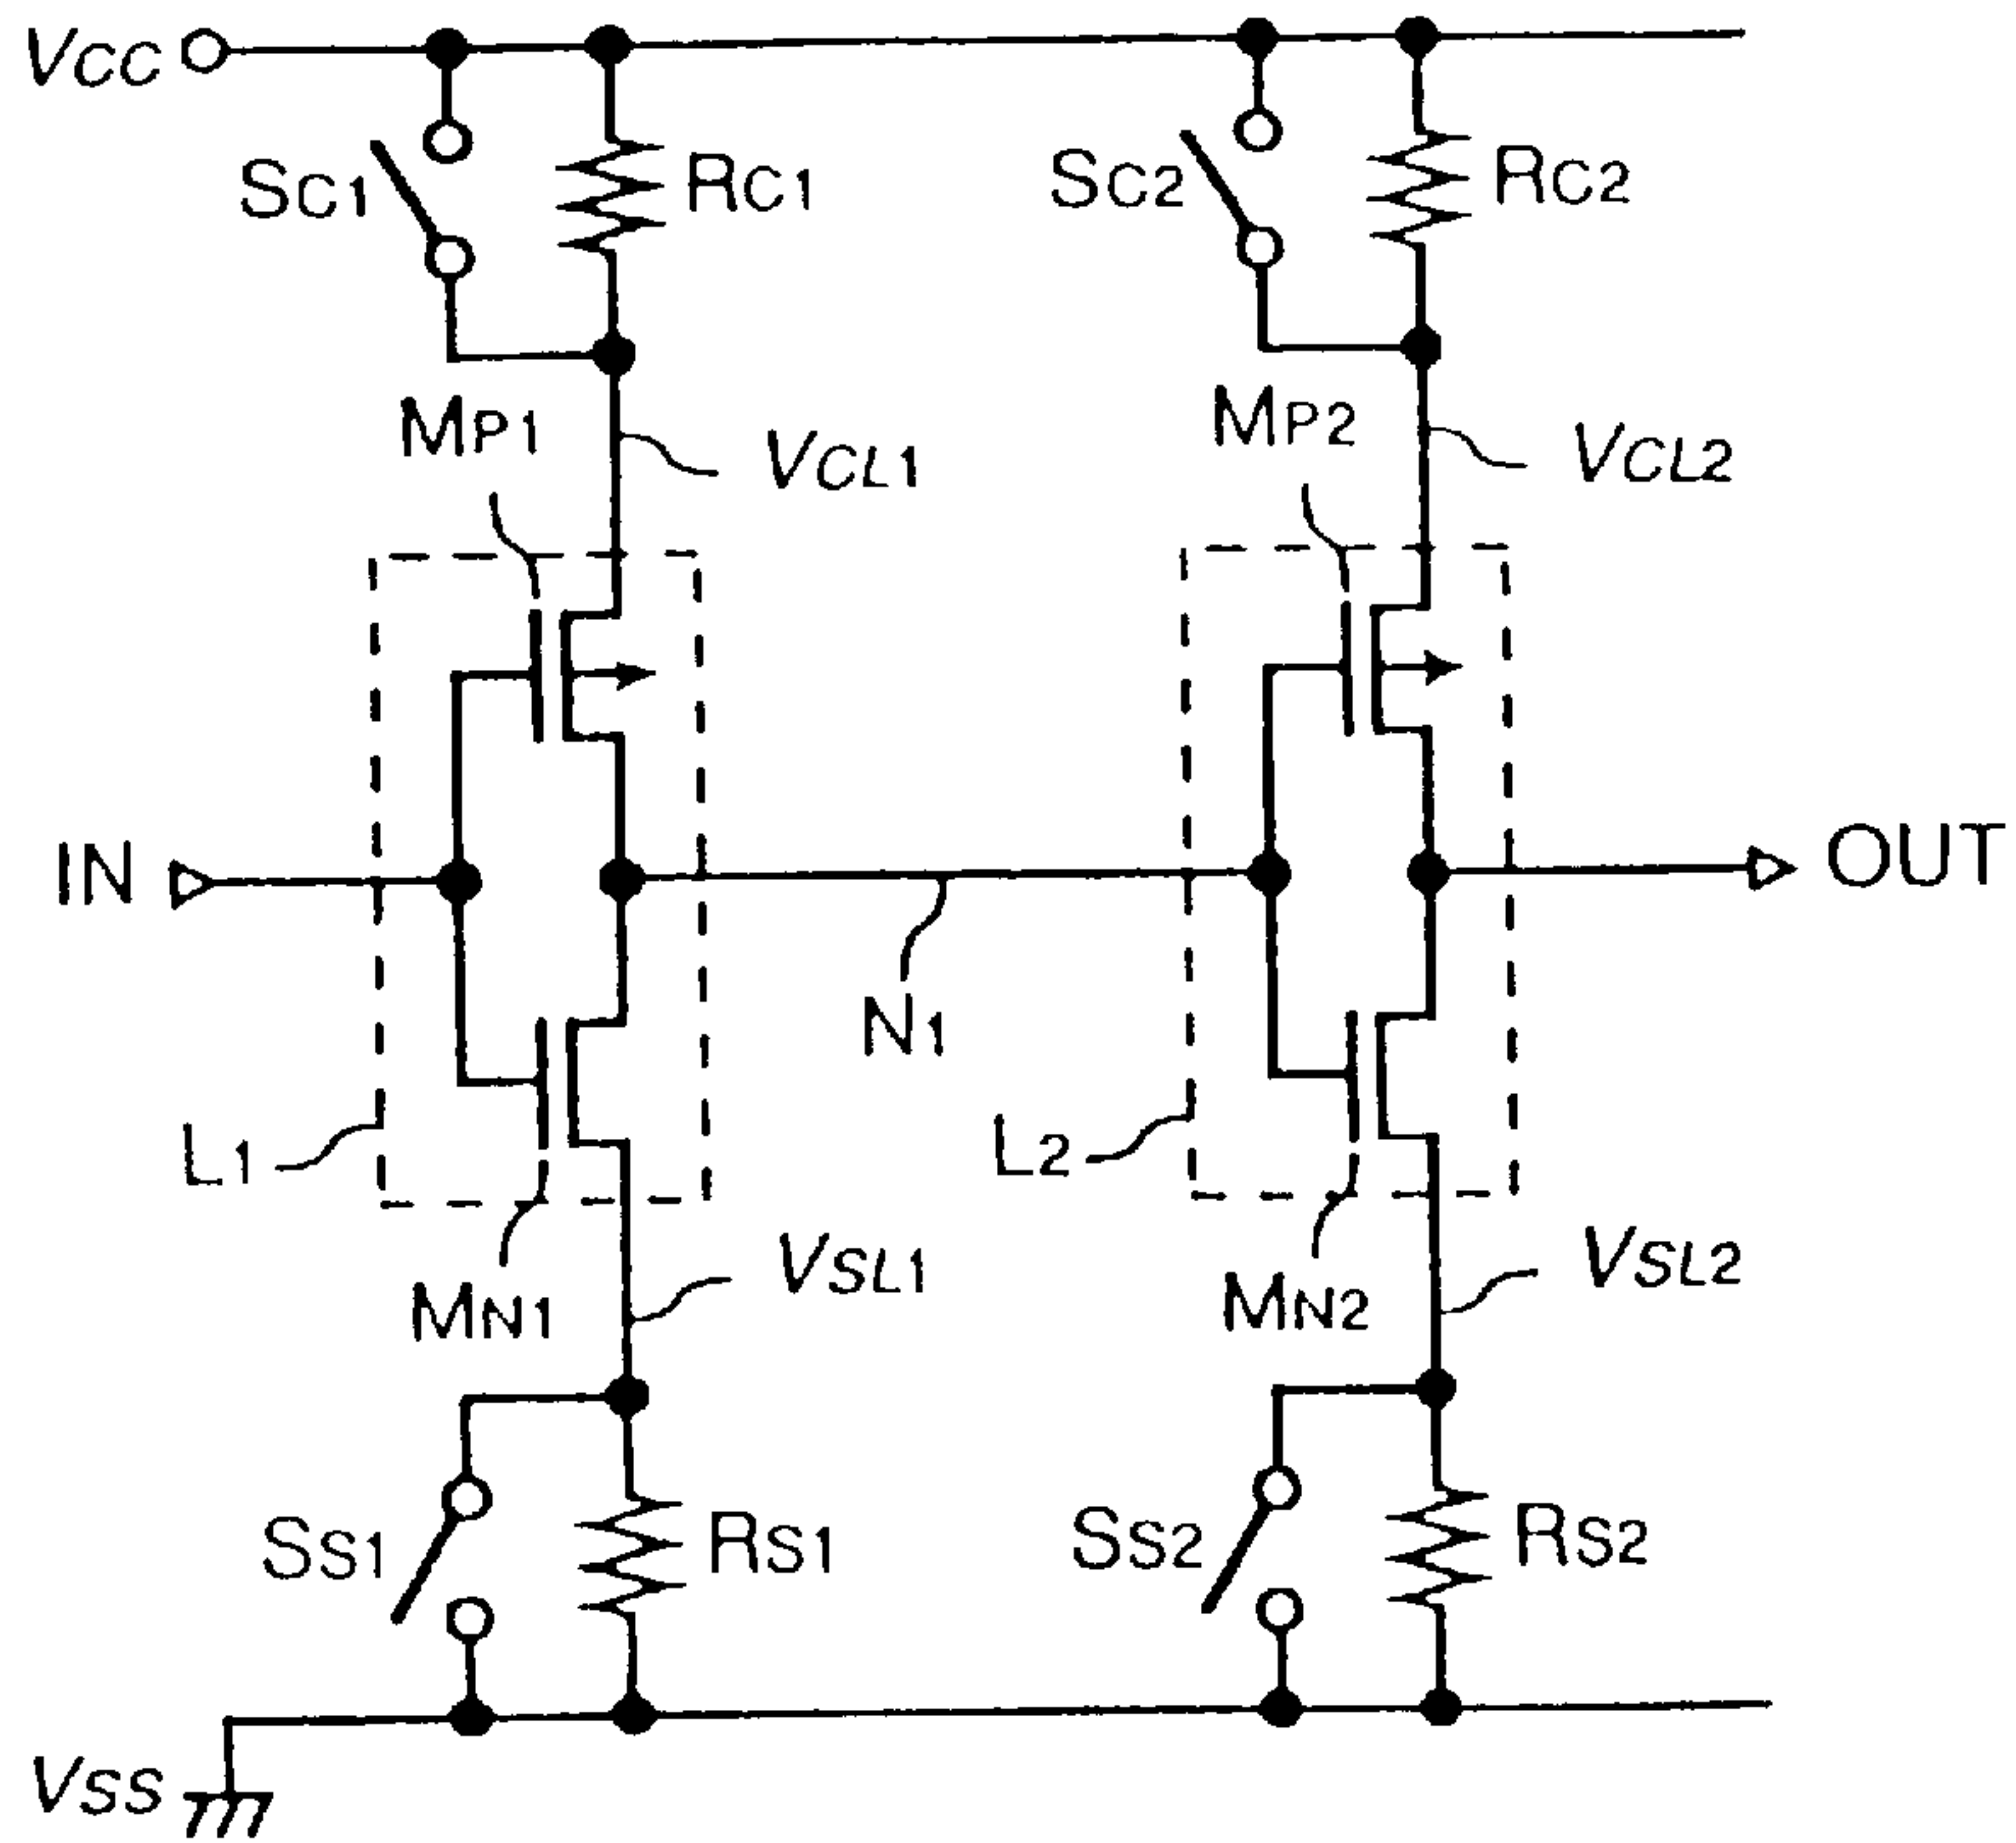 VCC
SC1
RC1
SC2
RC2
MP1
VCL1
MP2
VCL2
IN
OUT
N1
L1
L2
MN1
VSL1
MN2
VSL2
SS1
RS1
SS2
RS2
VSS